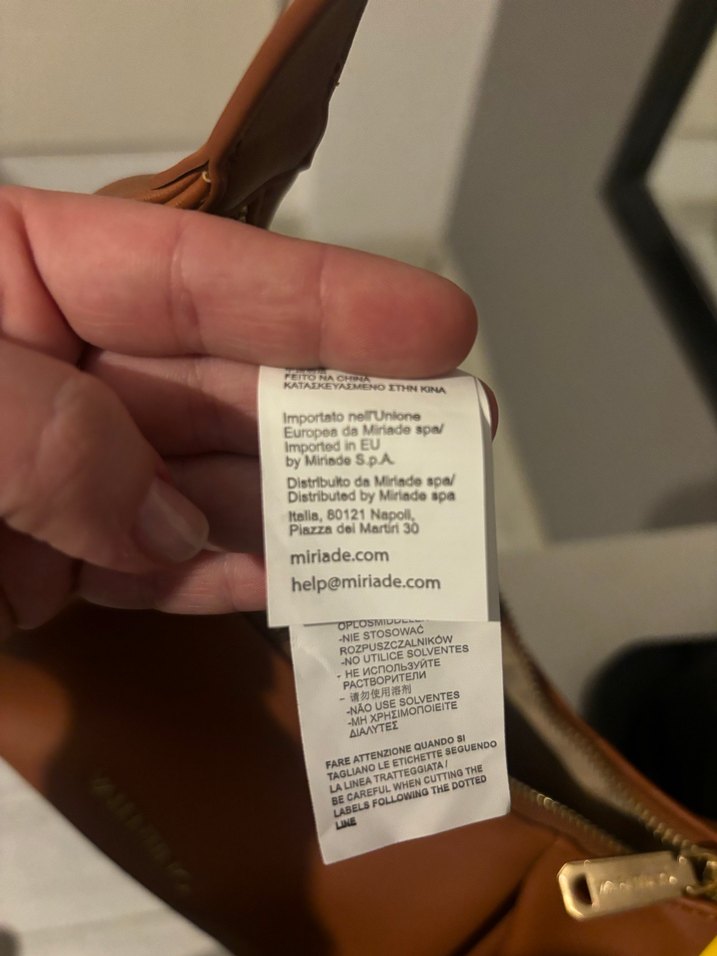 FEITO NA CHINA
ΚΑΤΑΣΚΕΥΑΣΜΕΝΟ ΣΤΗΝ ΚΙΝΑ
Importato nell'Unione
Europea da Miriade spa/
Imported in EU
by Miriade S.p.A.
Distribuito da Miriade spa/
Distributed by Miriade spa
Italia, 80121 Napoli,
Piazza dei Martiri 30
miriade.com
help@miriade.com
-NIE STOSOWAĆ
ROZPUSZCZALNIKÓW
-NO UTILICE SOLVENTES
- НЕ ИСПОЛЬЗУЙТЕ
РАСТВОРИТЕЛИ
- 请勿使用溶剂
-NÃO USE SOLVENTES
-ΜΗ ΧΡΗΣΙΜΟΠΟΙΕΙΤΕ
ΔΙΑΛΥΤΕΣ
FARE ATTENZIONE QUANDO SI
TAGLIANO LE ETICHETTE SEGUENDO
LA LINEA TRATTEGGIATA /
BE CAREFUL WHEN CUTTING THE
LABELS FOLLOWING THE DOTTED
LINE